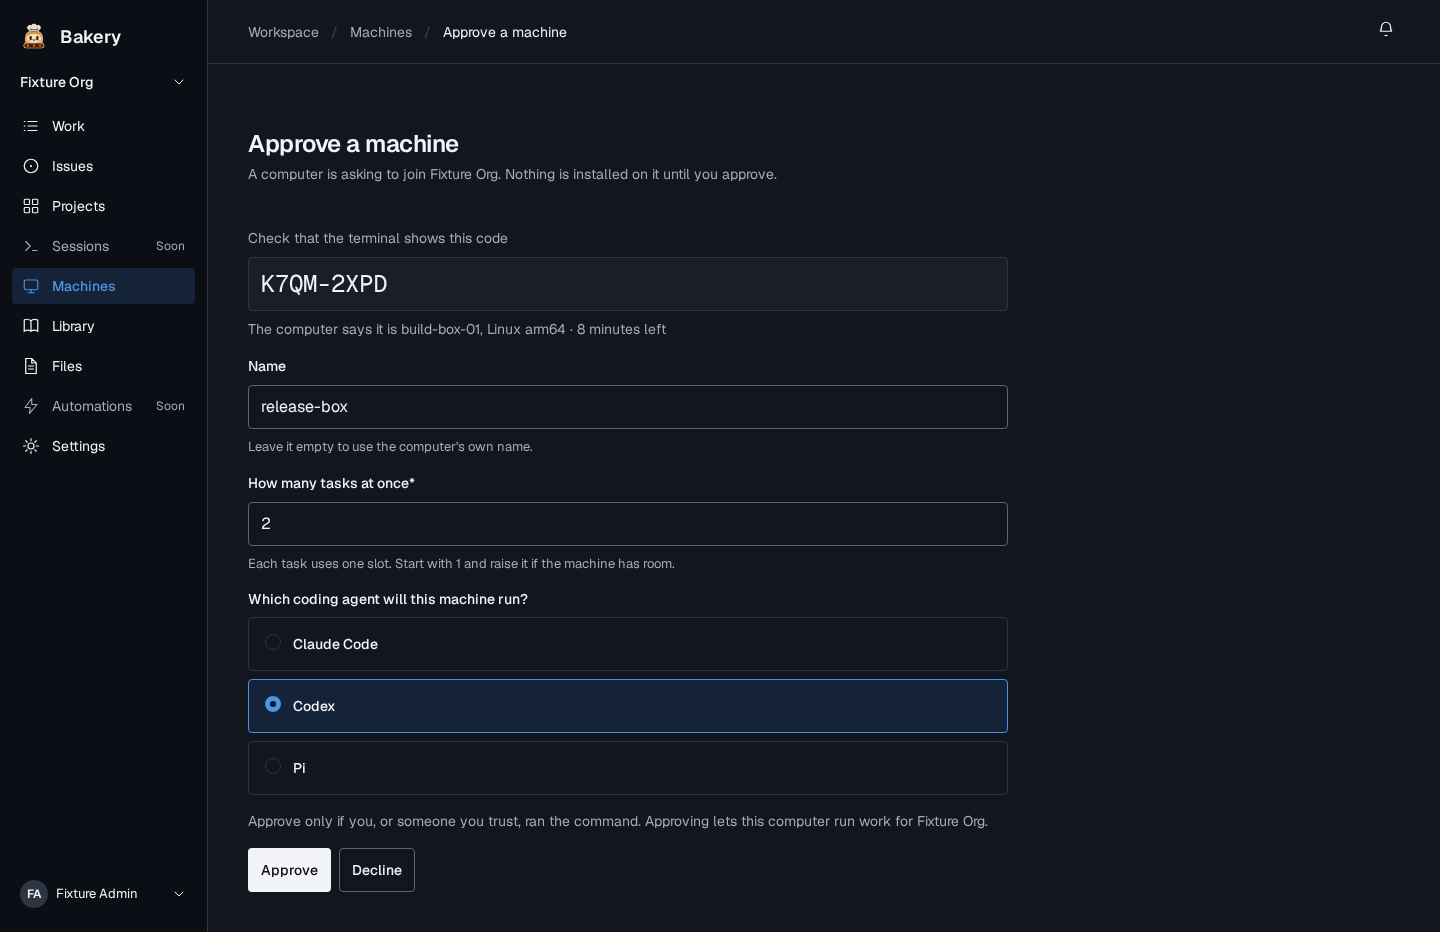 Bakery
Fixture Org
Work
Issues
Projects
Sessions Soon
Machines
Library
Files
Automations Soon
Settings
FA Fixture Admin
Workspace / Machines / Approve a machine
Approve a machine
A computer is asking to join Fixture Org. Nothing is installed on it until you approve.
Check that the terminal shows this code
K7QM-2XPD
The computer says it is build-box-01, Linux arm64 · 8 minutes left
Name
release-box
Leave it empty to use the computer's own name.
How many tasks at once*
2
Each task uses one slot. Start with 1 and raise it if the machine has room.
Which coding agent will this machine run?
Claude Code
Codex
Pi
Approve only if you, or someone you trust, ran the command. Approving lets this computer run work for Fixture Org.
Approve Decline